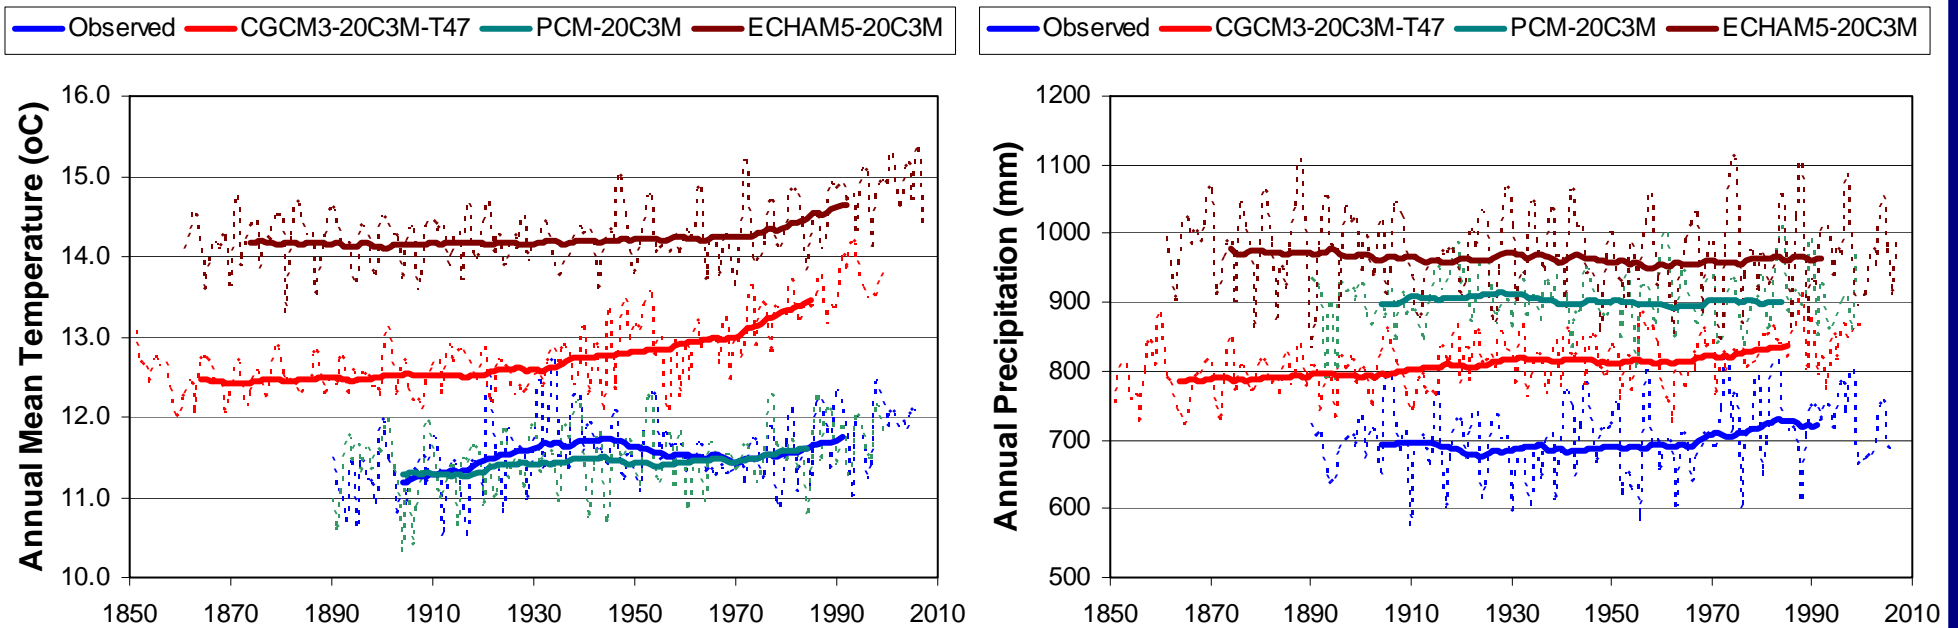 Observed CGCM3-20C3M-T47 PCM-20C3M ECHAM5-20C3M
Annual Mean Temperature (oC)
16.0
15.0
14.0
13.0
12.0
11.0
10.0
1850 1870 1890 1910 1930 1950 1970 1990 2010
Observed CGCM3-20C3M-T47 PCM-20C3M ECHAM5-20C3M
Annual Precipitation (mm)
1200
1100
1000
900
800
700
600
500
1850 1870 1890 1910 1930 1950 1970 1990 2010